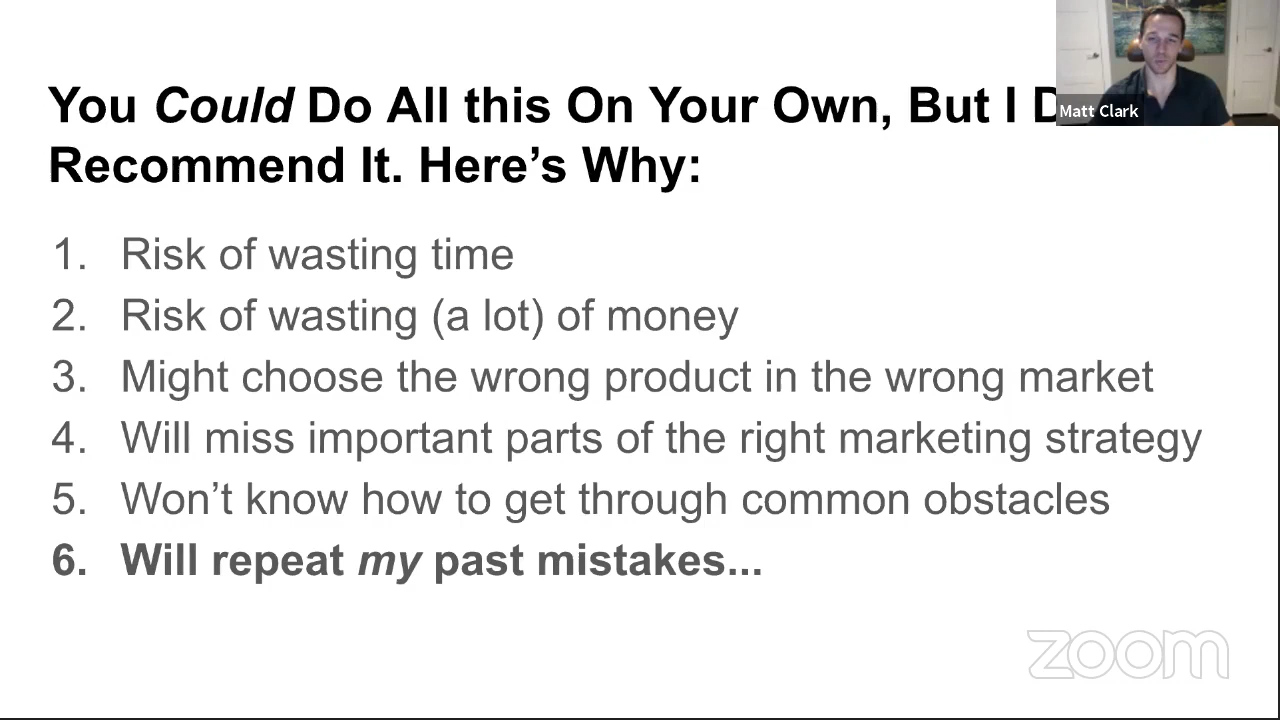 You Could Do All this On Your Own, But I
Recommend It. Here’s Why:
1. Risk of wasting time
2. Risk of wasting (a lot) of money
3. Might choose the wrong product in the wrong market
4. Will miss important parts of the right marketing strategy
5. Won’t know how to get through common obstacles
6. Will repeat my past mistakes...
Matt Clark
zoom